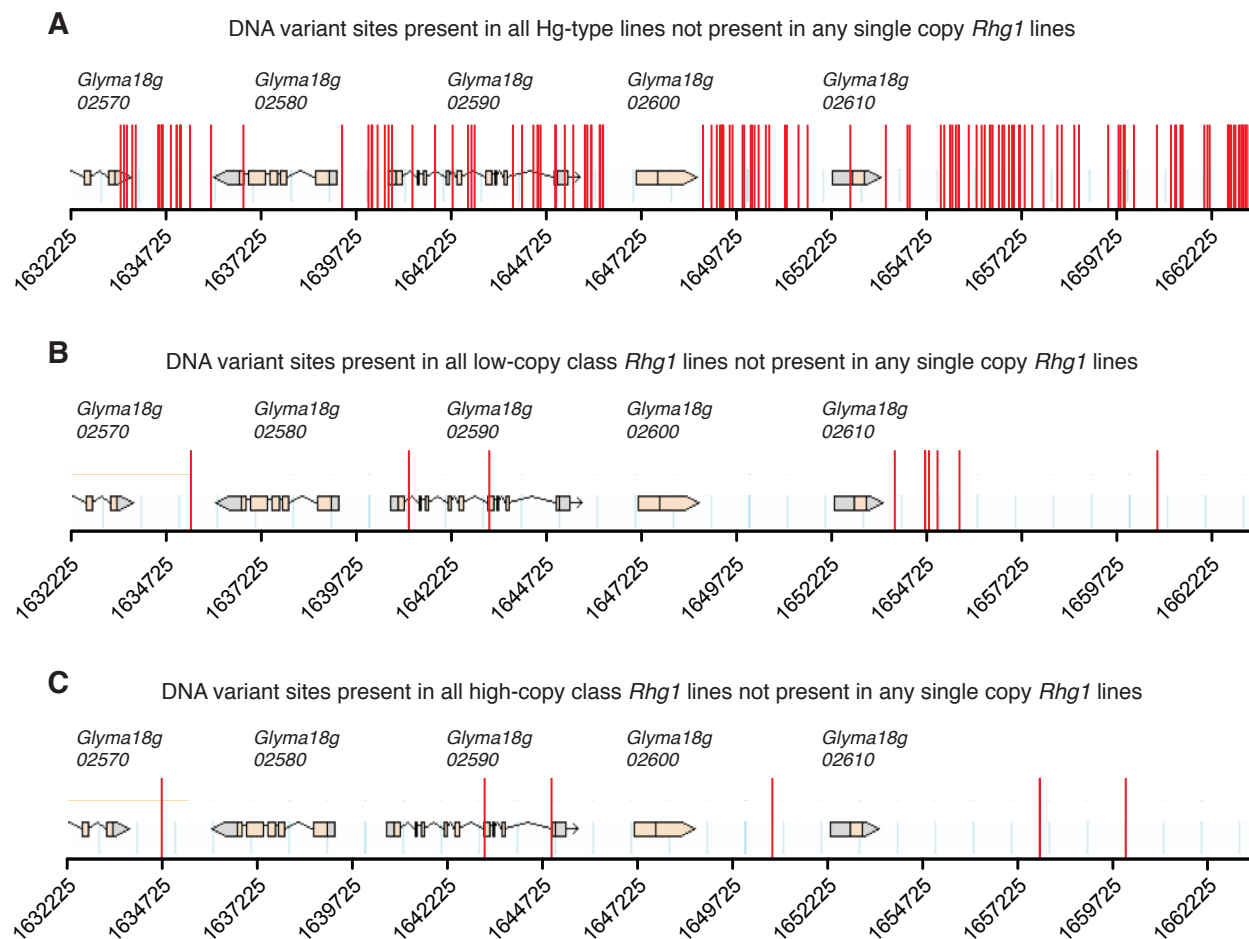 A
DNA variant sites present in all Hg-type lines not present in any single copy Rhg1 lines
Glyma18g Glyma18g Glyma18g Glyma18g Glyma18g
02570 02580 02590 02600 02610
1632225 1634725 1637225 1639725 1642225 1644725 1647225 1649725 1652225 1654725 1657225 1659725 1662225
B
DNA variant sites present in all low-copy class Rhg1 lines not present in any single copy Rhg1 lines
Glyma18g Glyma18g Glyma18g Glyma18g Glyma18g
02570 02580 02590 02600 02610
1632225 1634725 1637225 1639725 1642225 1644725 1647225 1649725 1652225 1654725 1657225 1659725 1662225
C
DNA variant sites present in all high-copy class Rhg1 lines not present in any single copy Rhg1 lines
Glyma18g Glyma18g Glyma18g Glyma18g Glyma18g
02570 02580 02590 02600 02610
1632225 1634725 1637225 1639725 1642225 1644725 1647225 1649725 1652225 1654725 1657225 1659725 1662225